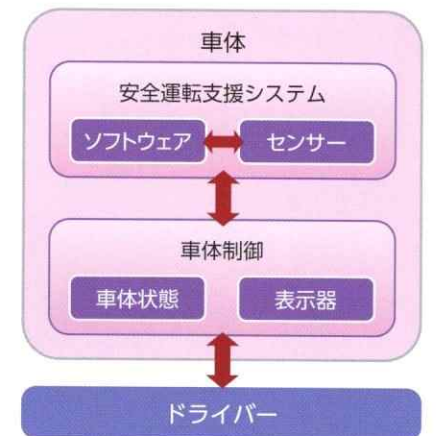 車体
安全運転支援システム
ソフトウェア
センサー
車体制御
車体状態
表示器
ドライバー